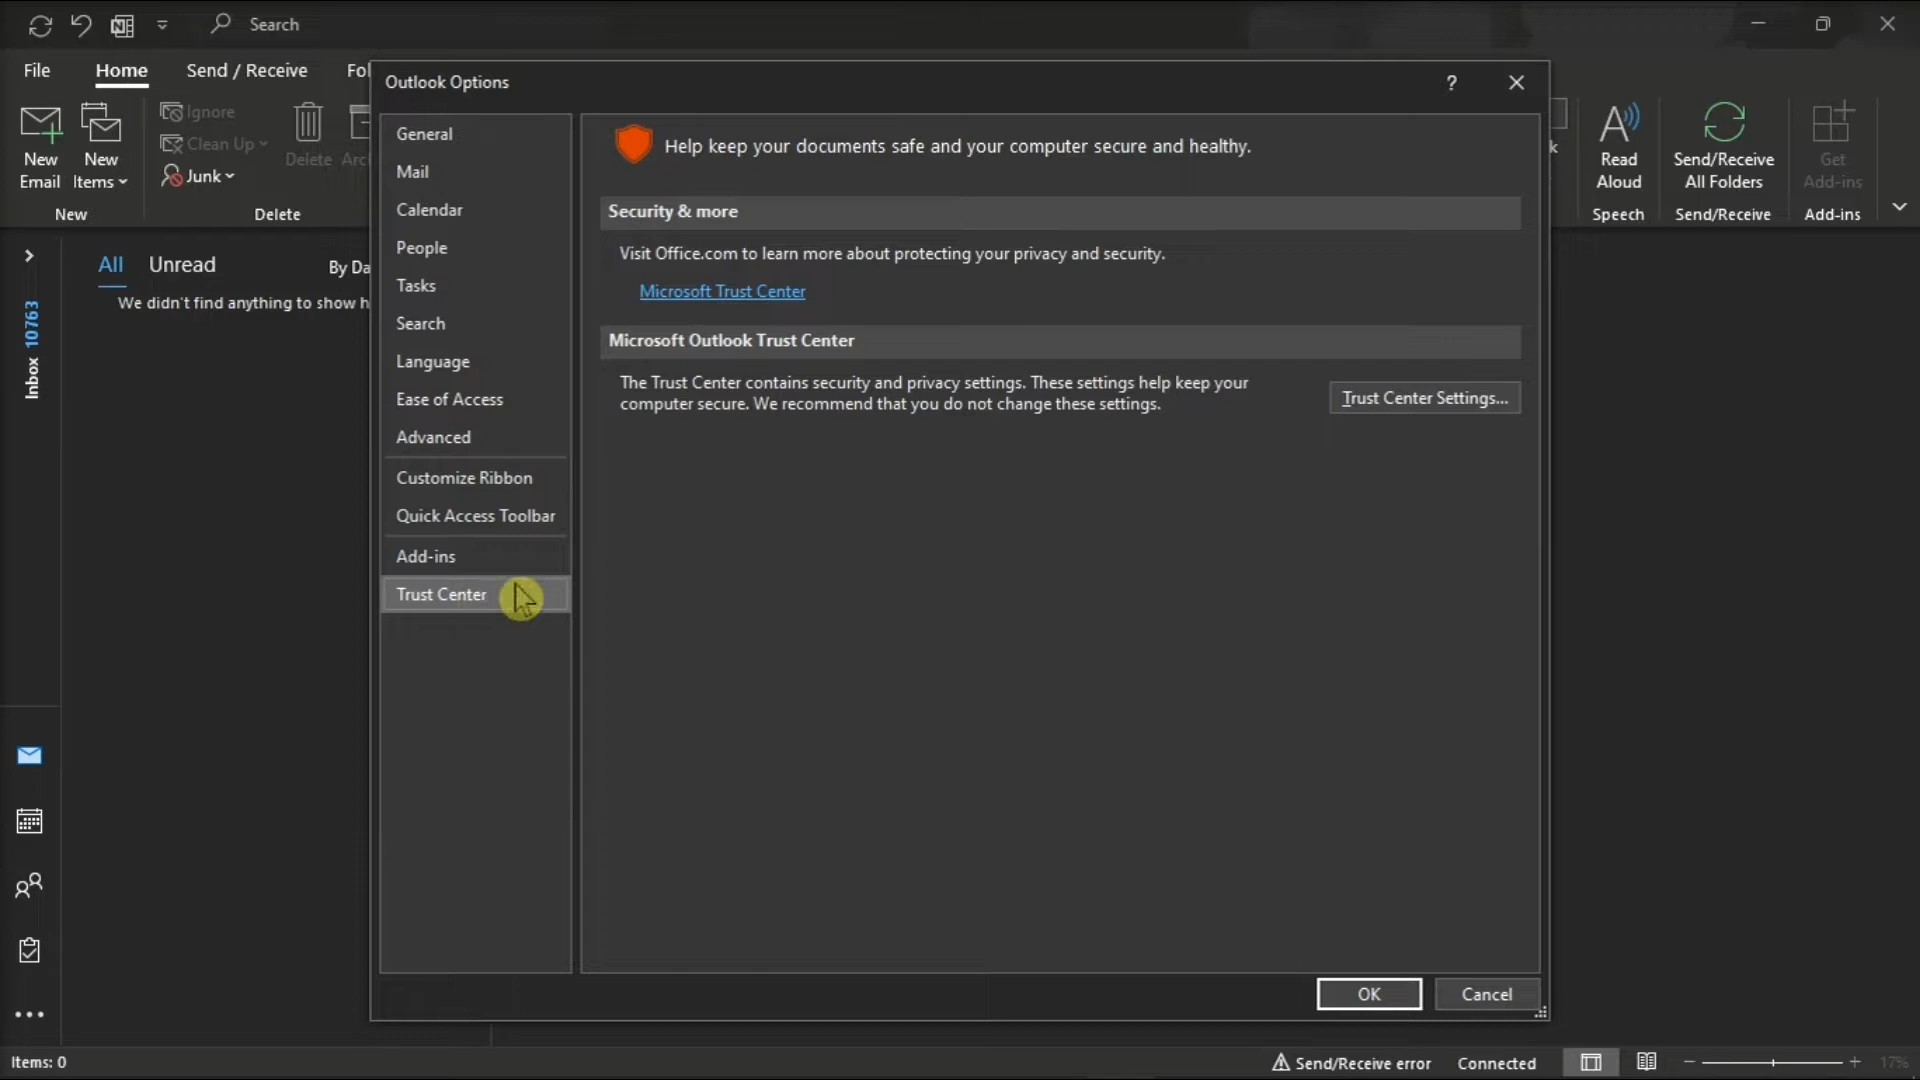 Search
File
Home
Send / Receive
Fol
New
Email
New
Items
Ignore
Clean Up
Junk
Delete
Arc
New
Delete
k
Read
Aloud
Send/Receive
All Folders
Get
Add-ins
Speech
Send/Receive
Add-ins
All
Unread
By Da
We didn't find anything to show h
Inbox 10763
Outlook Options
?
General
Mail
Calendar
People
Tasks
Search
Language
Ease of Access
Advanced
Customize Ribbon
Quick Access Toolbar
Add-ins
Trust Center
Help keep your documents safe and your computer secure and healthy.
Security & more
Visit Office.com to learn more about protecting your privacy and security.
Microsoft Trust Center
Microsoft Outlook Trust Center
The Trust Center contains security and privacy settings. These settings help keep your
computer secure. We recommend that you do not change these settings.
Trust Center Settings...
OK
Cancel
Items: 0
Send/Receive error
Connected
17%